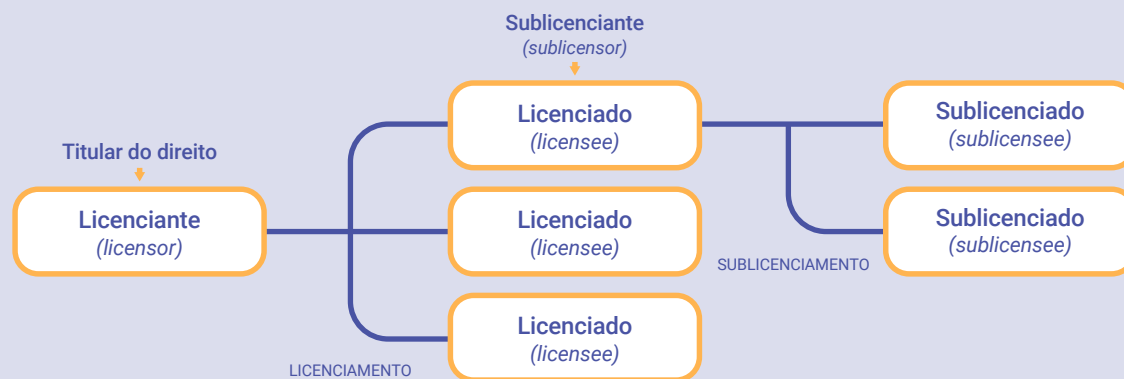 Sublicenciante
(sublicensor)
Licenciado
(licensee)
Sublicenciado
(sublicensee)
Titular do direito
Licenciante
(licensor)
Licenciado
(licensee)
Sublicenciado
(sublicensee)
SUBLICENCIAMENTO
Licenciado
(licensee)
LICENCIAMENTO